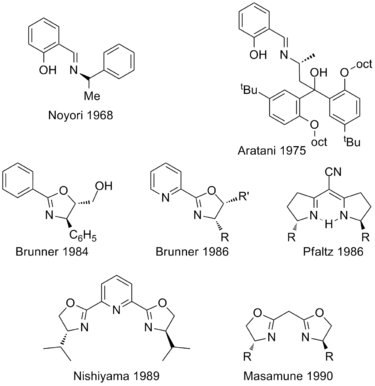 OH
N
Me
Noyori 1968
OH
N
OH
O
oct
tBu
O
oct
tBu
Aratani 1975
O
N
OH
C6H5
Brunner 1984
N
O
N
R'
R
Brunner 1986
CN
N
H
N
R
R
Pfaltz 1986
O
N
N
O
N
Nishiyama 1989
O
N
O
N
R
R
Masamune 1990